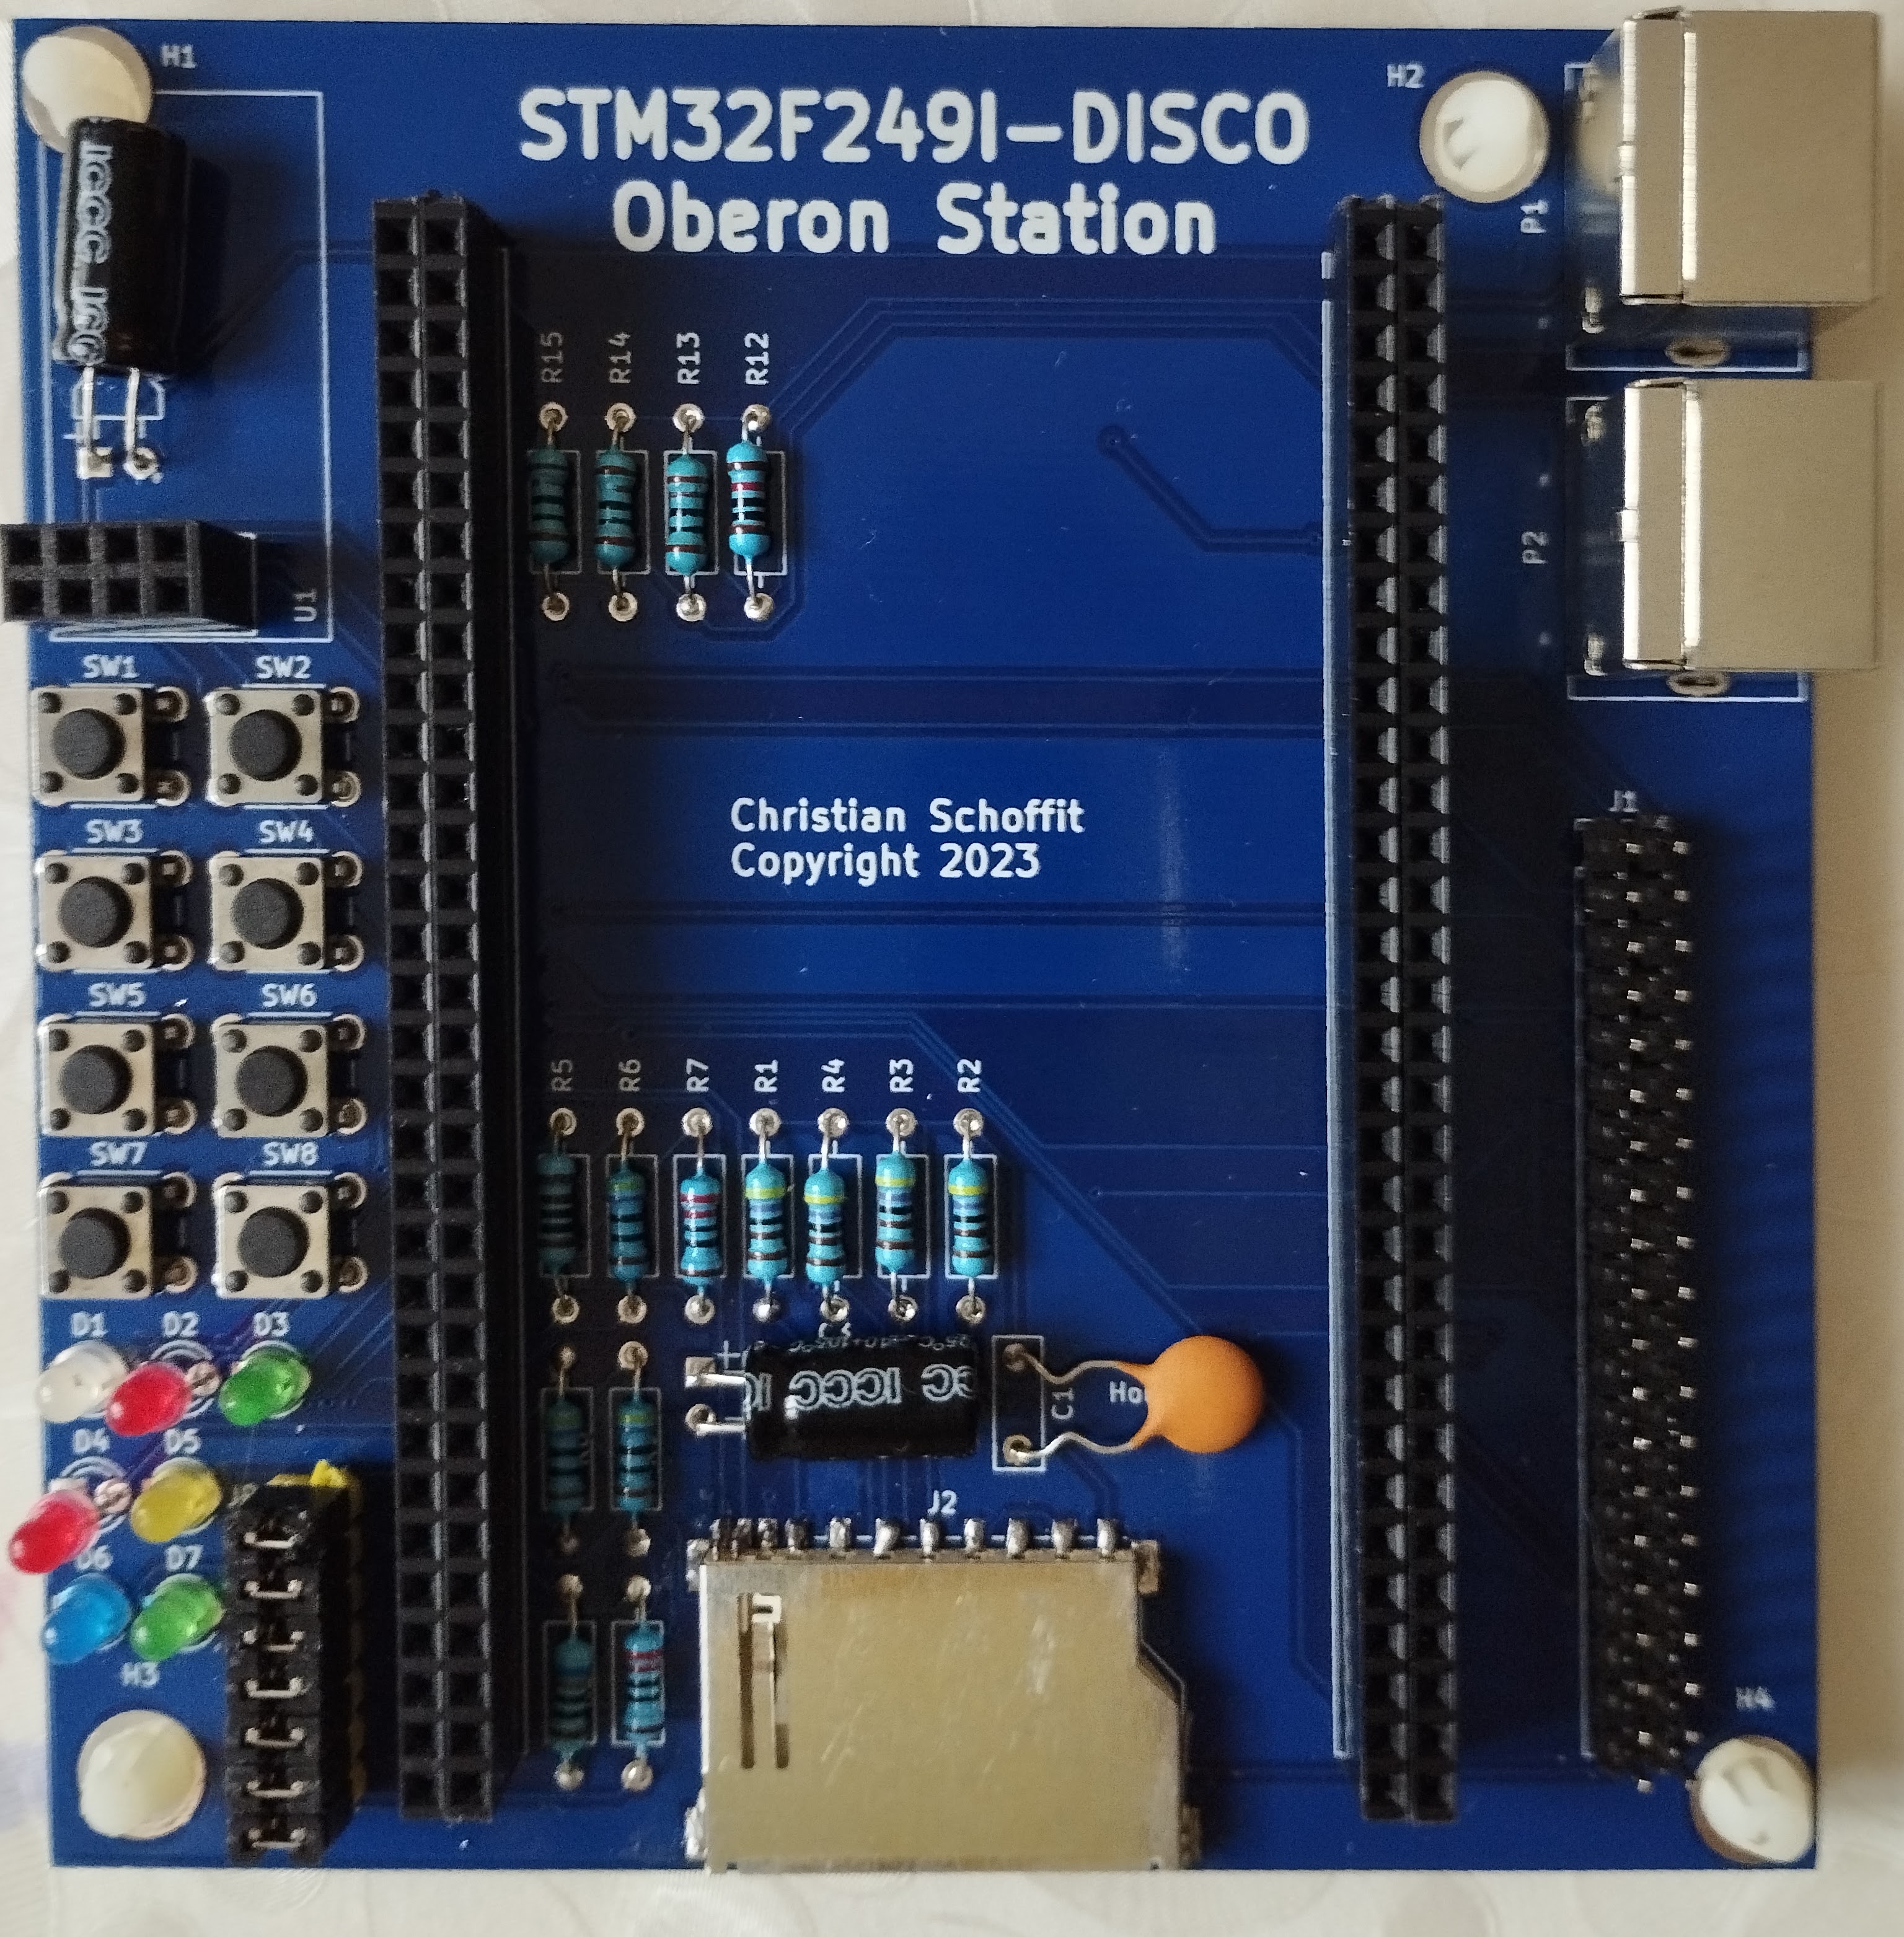 H1
H2
STM32F249I-DISCO
Oberon Station
P1
ICCC ICC
R15
R14
R13
R12
P2
U1
SW1
SW2
J1
Christian Schoffit
Copyright 2023
SW3
SW4
SW5
SW6
R5
R6
R7
R1
R4
R3
R2
SW7
SW8
D1
D2
D3
+
ICCC
C1
D4
D5
J2
D6
D7
H3
H4